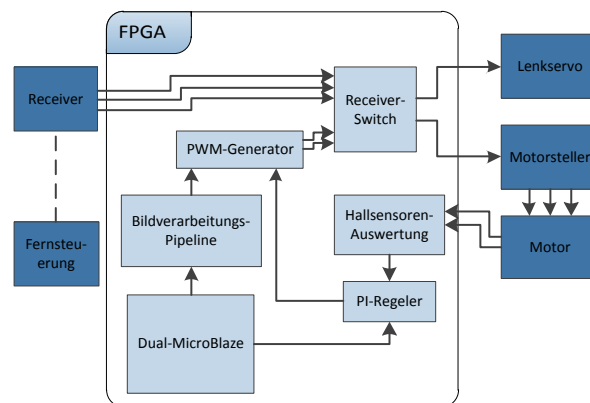 FPGA
Receiver
Receiver-
Switch
Lenkservo
PWM-Generator
Motorsteller
Fernsteu-
erung
Bildverarbeitungs-
Pipeline
Hallsensoren-
Auswertung
Motor
PI-Regeler
Dual-MicroBlaze